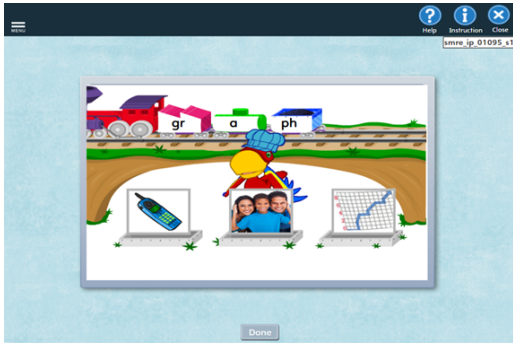 MENU
Help Instruction Close
smre_ip_01095_s1
gr a ph
Done